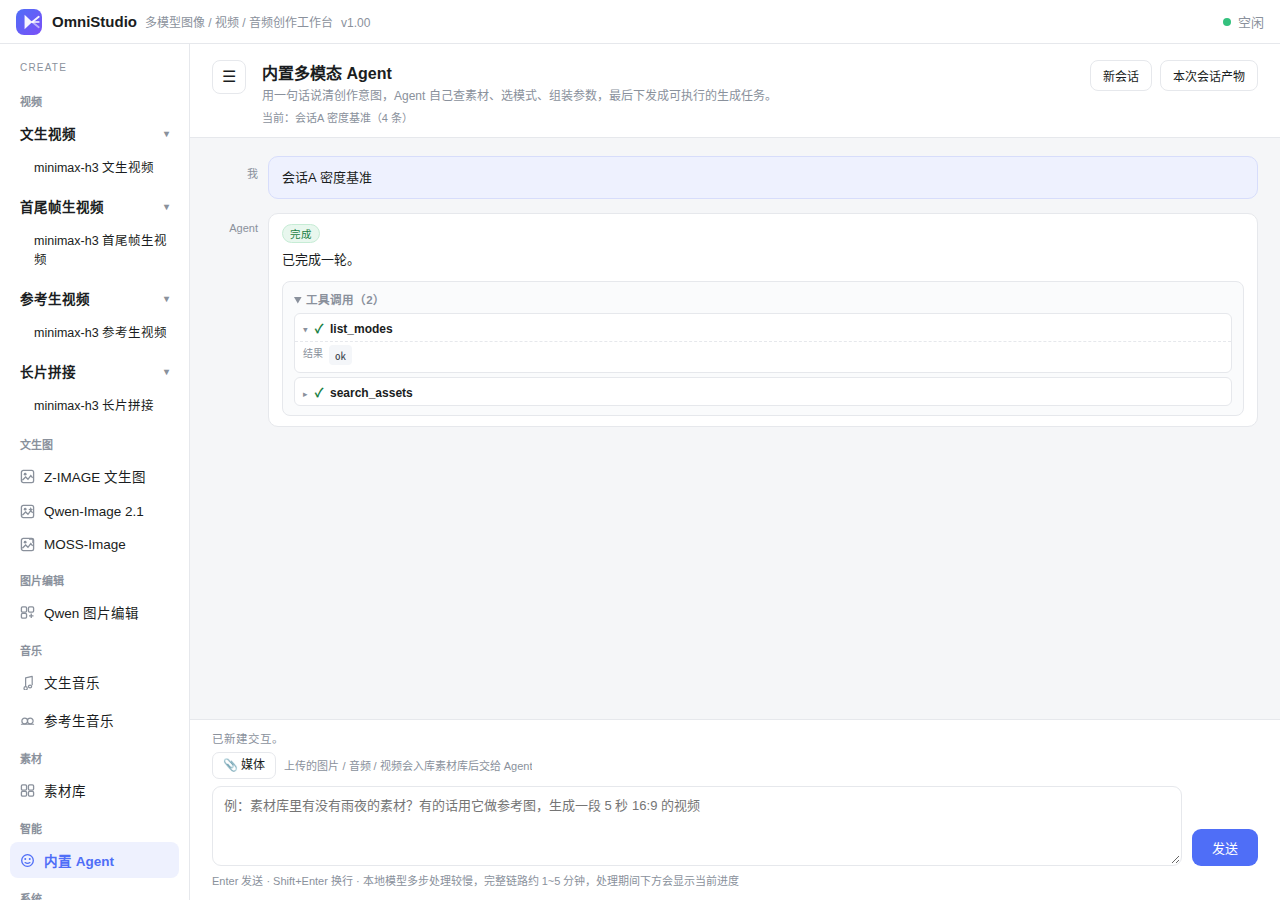 OmniStudio 多模型图像 / 视频 / 音频创作工作台 v1.00
空闲
CREATE
视频
文生视频
minimax-h3 文生视频
首尾帧生视频
minimax-h3 首尾帧生视
频
参考生视频
minimax-h3 参考生视频
长片拼接
minimax-h3 长片拼接
文生图
Z-IMAGE 文生图
Qwen-Image 2.1
MOSS-Image
图片编辑
Qwen 图片编辑
音乐
文生音乐
参考生音乐
素材
素材库
智能
内置 Agent
系统
内置多模态 Agent
用一句话说清创作意图，Agent 自己查素材、选模式、组装参数，最后下发成可执行的生成任务。
当前：会话A 密度基准（4 条）
新会话
本次会话产物
我
会话A 密度基准
Agent
完成
已完成一轮。
工具调用（2）
✓ list_modes
结果 ok
✓ search_assets
已新建交互。
媒体
上传的图片 / 音频 / 视频会入库素材库后交给 Agent
例：素材库里有没有雨夜的素材？有的话用它做参考图，生成一段 5 秒 16:9 的视频
发送
Enter 发送 · Shift+Enter 换行 · 本地模型多步处理较慢，完整链路约 1~5 分钟，处理期间下方会显示当前进度